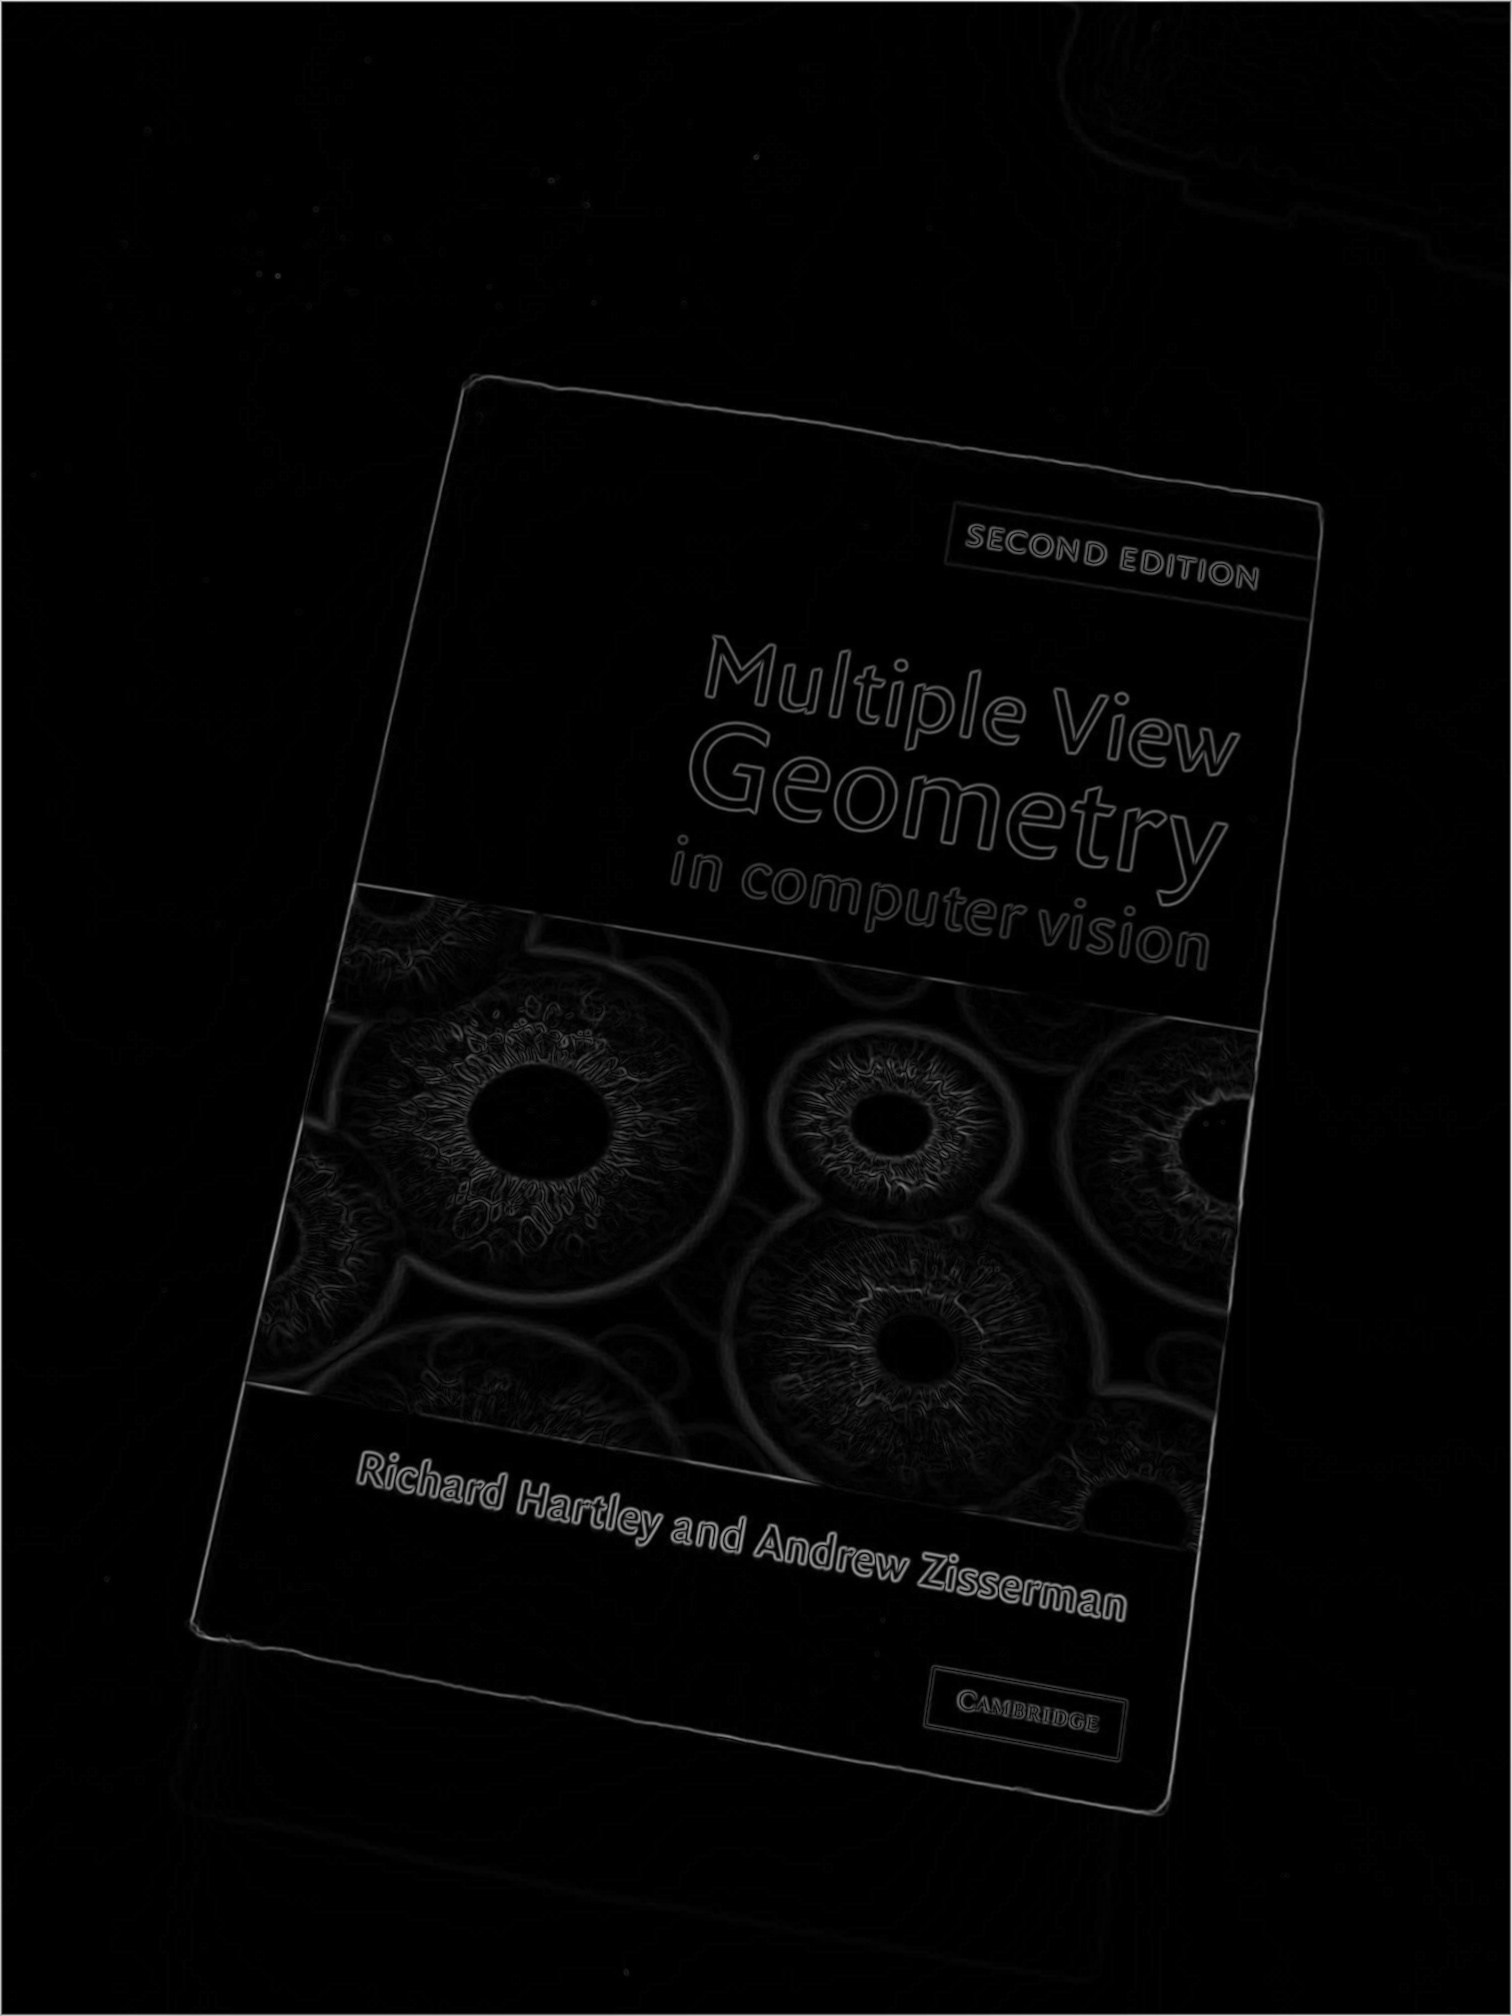 SECOND EDITION
Multiple View
Geometry
in computer vision
Richard Hartley and Andrew Zisserman
CAMBRIDGE